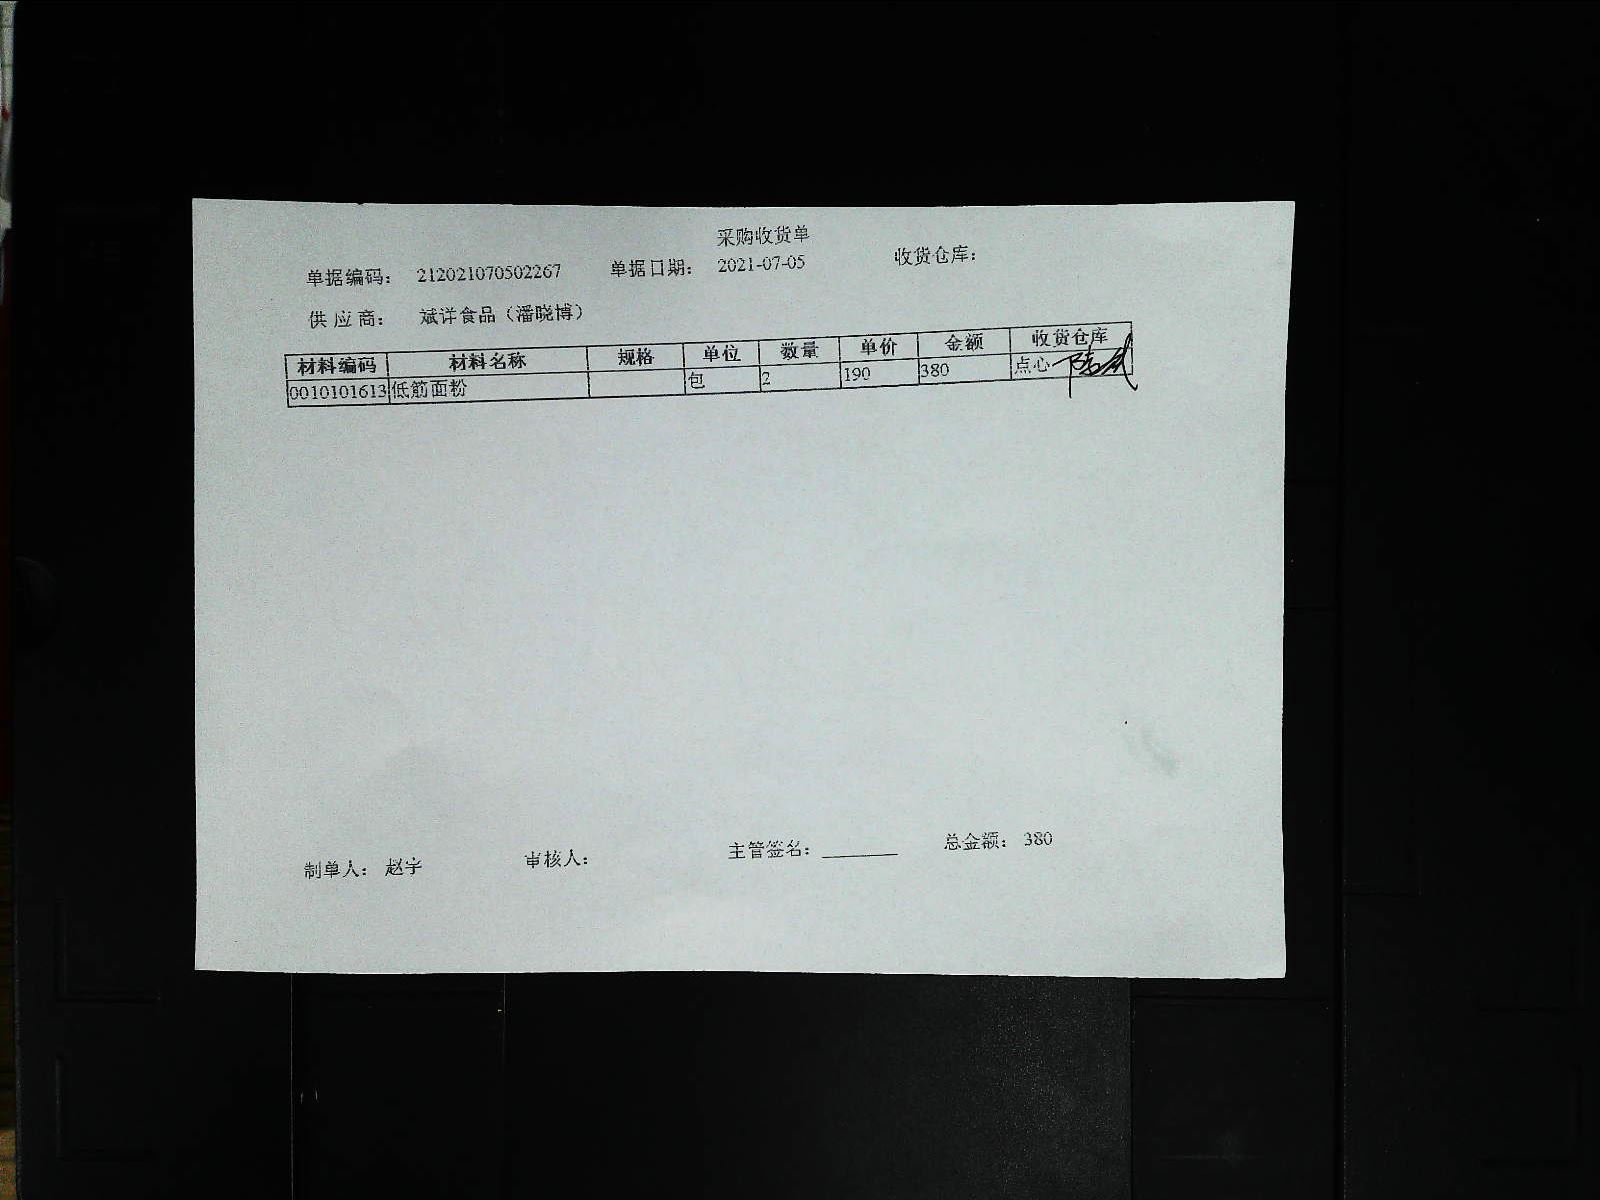 采购收货单
单据编码： 212021070502267 单据日期： 2021-07-05 收货仓库：
供 应 商： 斌详食品（潘晓博）
材料编码 材料名称 规格 单位 数量 单价 金额 收货仓库
0010101613 低筋面粉 包 2 190 380 点心
制单人： 赵宇 审核人： 主管签名： 总金额： 380